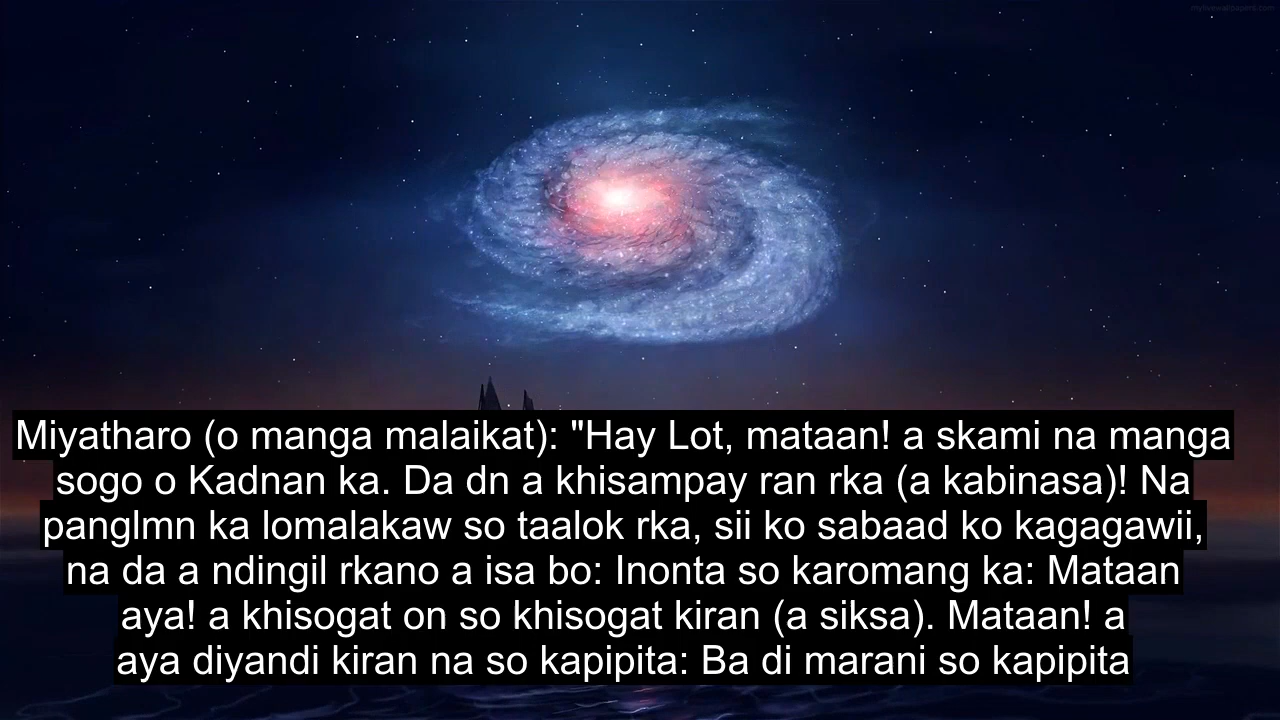 Miyatharo (o manga malaikat): "Hay Lot, mataan! a skami na manga
sogo o Kadnan ka. Da dn a khisampay ran rka (a kabinasa)! Na
panglmn ka lomalakaw so taalok rka, sii ko sabaad ko kagagawii,
na da a ndingil rkano a isa bo: Inonta so karomang ka: Mataan
aya! a khisogat on so khisogat kiran (a siksa). Mataan! a
aya diyandi kiran na so kapipita: Ba di marani so kapipita